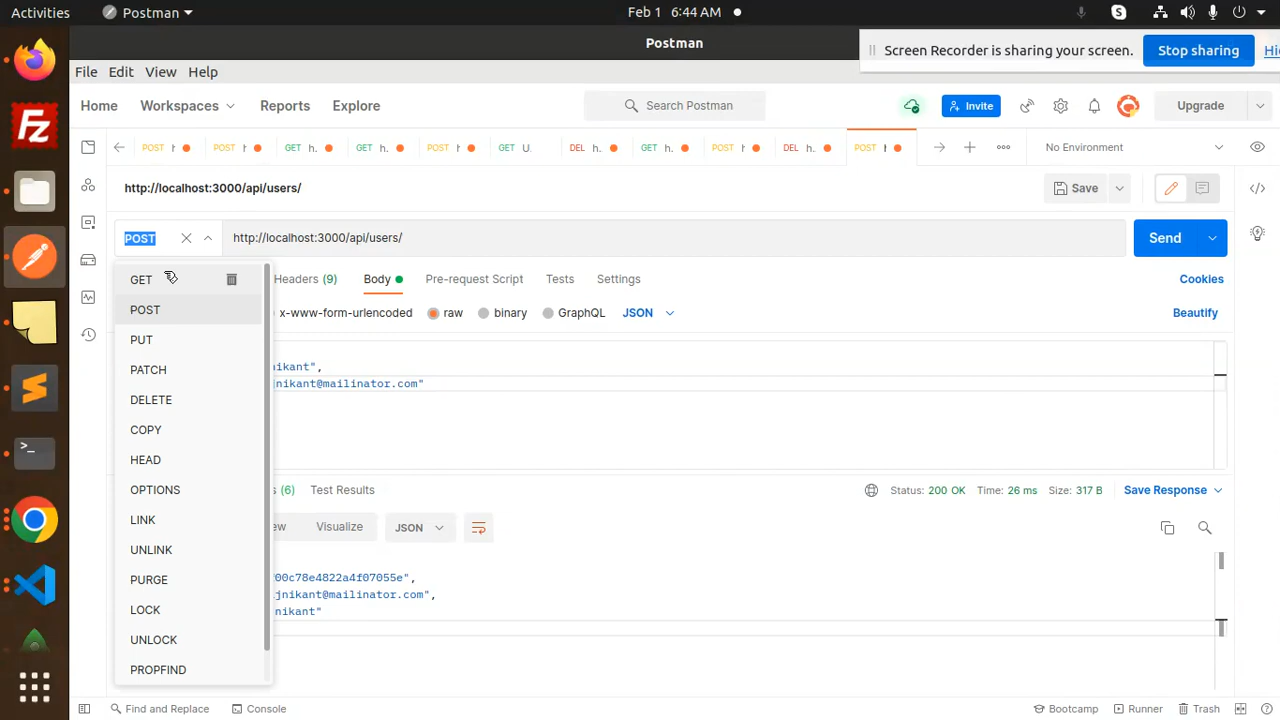 Activities Postman Feb 1 6:44 AM
Postman
Screen Recorder is sharing your screen. Stop sharing
File Edit View Help
Home Workspaces Reports Explore Search Postman Invite Upgrade
POST h GET h. GET h. POST h GET U. DEL h. GET h. POST h DEL h. POST No Environment
http://localhost:3000/api/users/ Save
POST http://localhost:3000/api/users/ Send
GET Headers (9) Body Pre-request Script Tests Settings Cookies
POST x-www-form-urlencoded raw binary GraphQL JSON Beautify
PUT
PATCH nikant",
jnikant@mailinator.com"
DELETE
COPY
HEAD
OPTIONS (6) Test Results Status: 200 OK Time: 26 ms Size: 317 B Save Response
LINK Visualize JSON
UNLINK
PURGE f00c78e4822a4f07055e",
jnikant@mailinator.com",
LOCK nikant"
UNLOCK
PROPFIND
Find and Replace Console Bootcamp Runner Trash